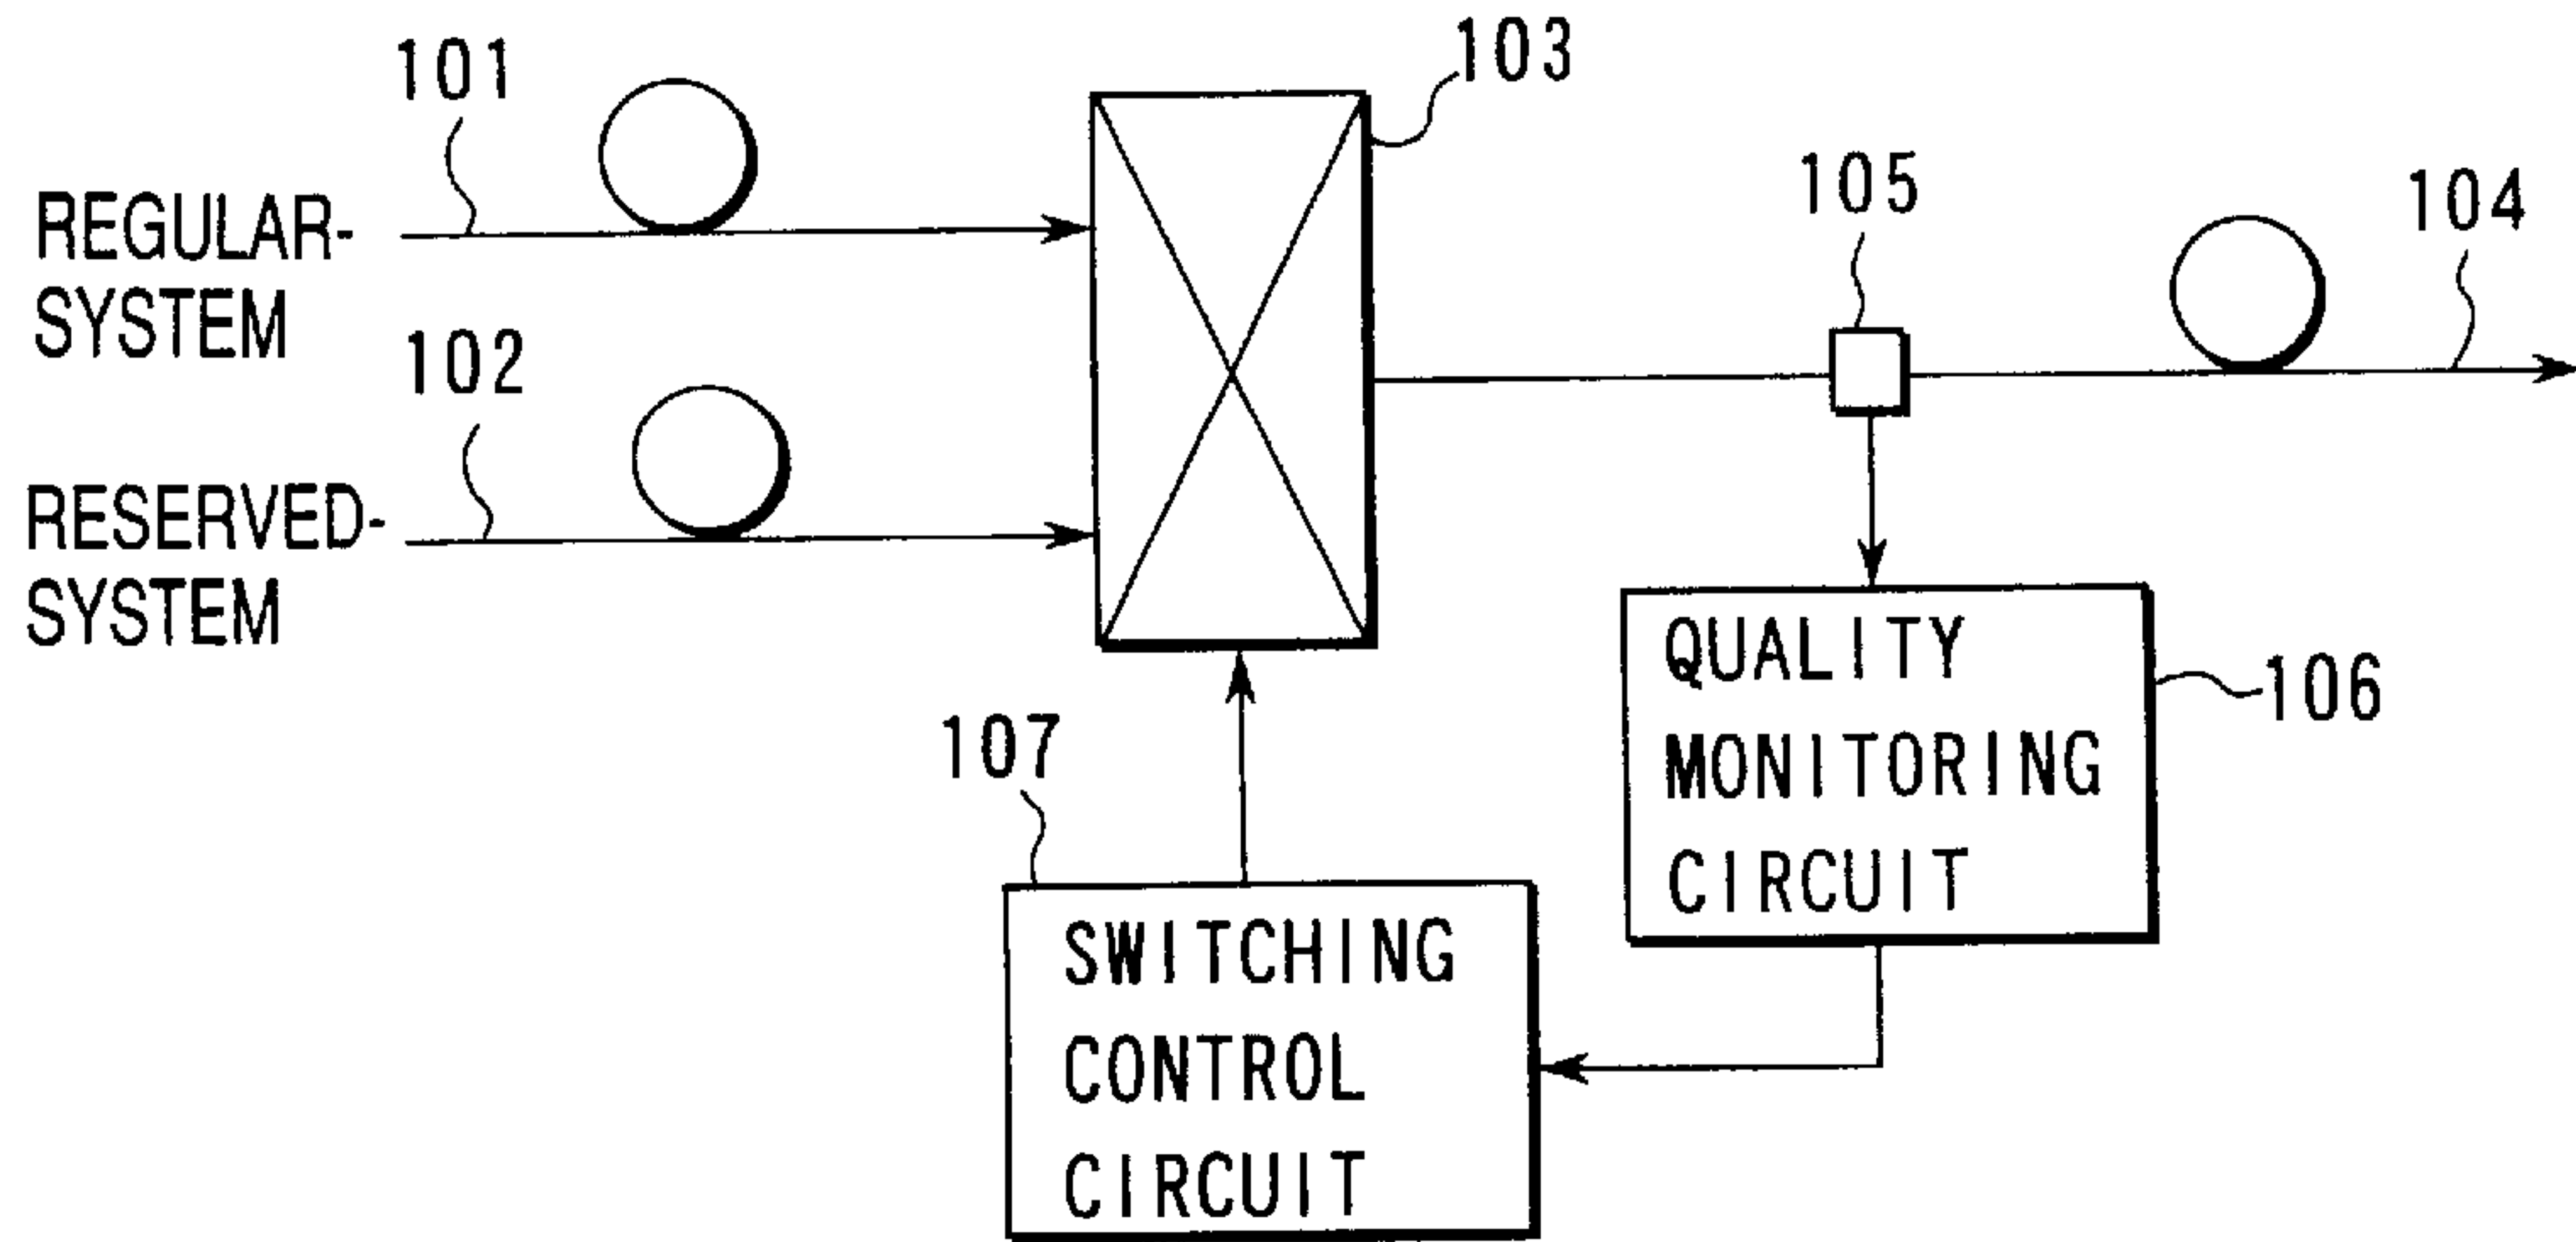 101
103
105
104
REGULAR-
SYSTEM
102
RESERVED-
SYSTEM
QUALITY
MONITORING
CIRCUIT
106
107
SWITCHING
CONTROL
CIRCUIT